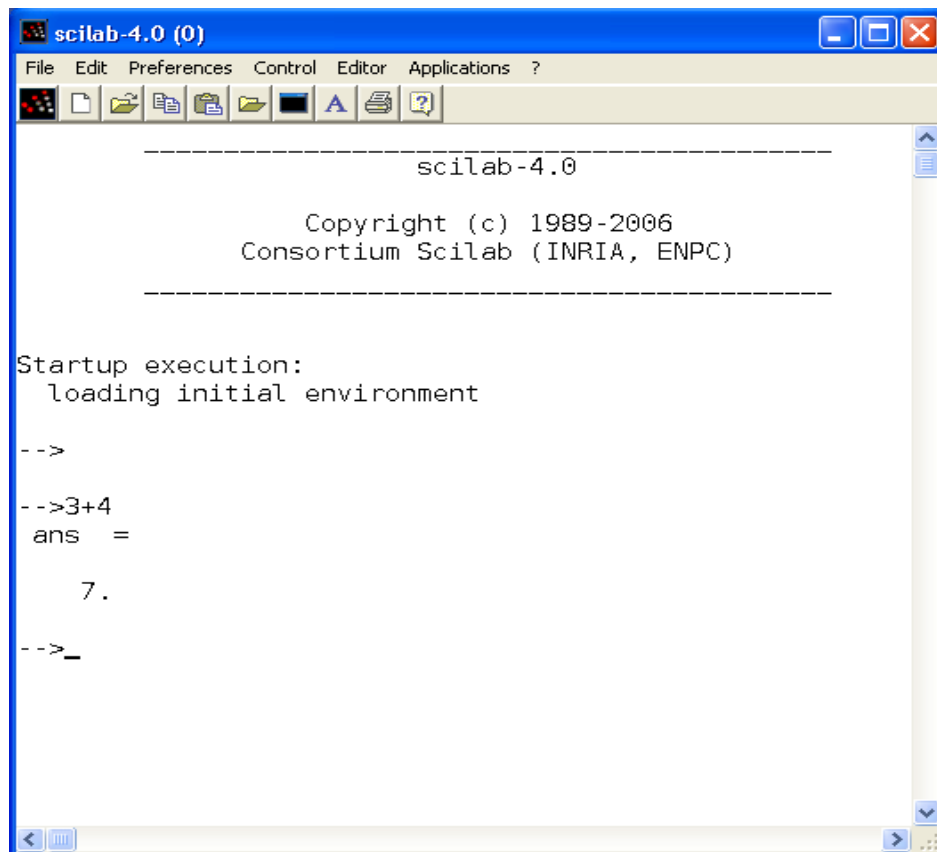 scilab-4.0 (0)
File Edit Preferences Control Editor Applications ?
A ?
scilab-4.0
Copyright (c) 1989-2006
Consortium Scilab (INRIA, ENPC)
Startup execution:
loading initial environment
-->
-->3+4
ans =
7.
-->_